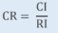 CR = CI / RI